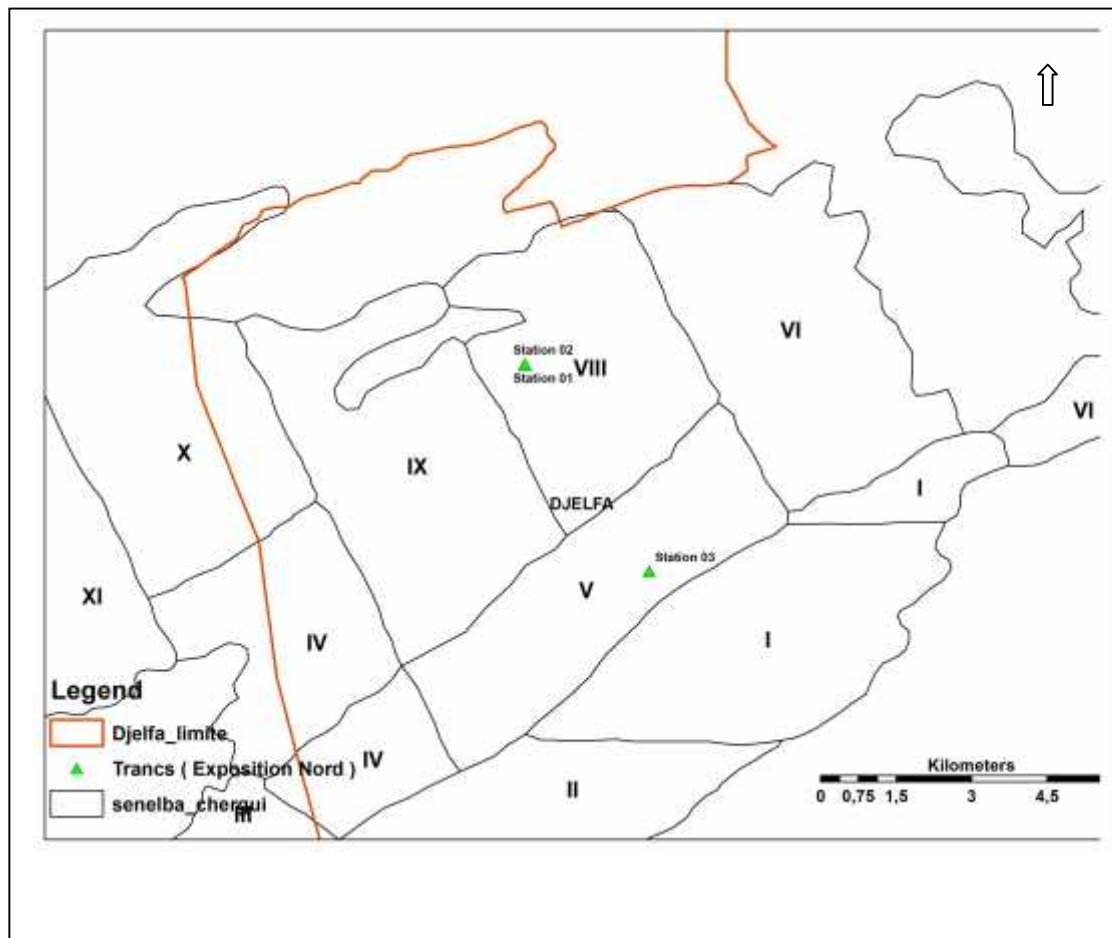 VI
Station 02
Station 01
VIII
VI
X
IX
I
DJELFA
Station 03
XI
V
IV
I
Legend
Djelfa_limite
Trancs ( Exposition Nord )
senelba_chergui
IV
II
III
Kilometers
0 0,75 1,5 3 4,5